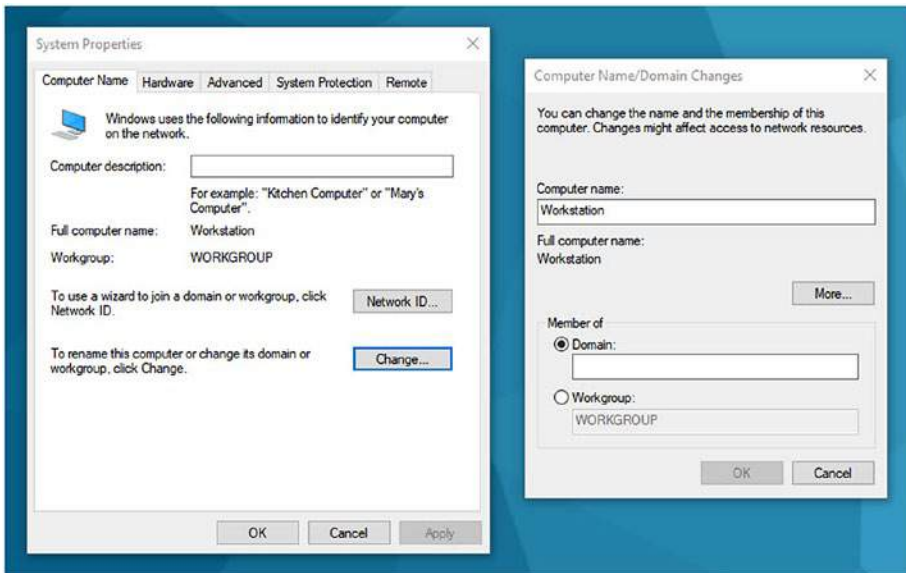 System Properties
Computer Name Hardware Advanced System Protection Remote
Windows uses the following information to identify your computer
on the network.
Computer description:
For example: "Kitchen Computer" or "Mary's
Computer".
Full computer name: Workstation
Workgroup: WORKGROUP
To use a wizard to join a domain or workgroup, click
Network ID.
Network ID...
To rename this computer or change its domain or
workgroup, click Change.
Change...
OK Cancel Apply
Computer Name/Domain Changes
You can change the name and the membership of this
computer. Changes might affect access to network resources.
Computer name:
Workstation
Full computer name:
Workstation
More...
Member of
Domain:
Workgroup:
WORKGROUP
OK Cancel